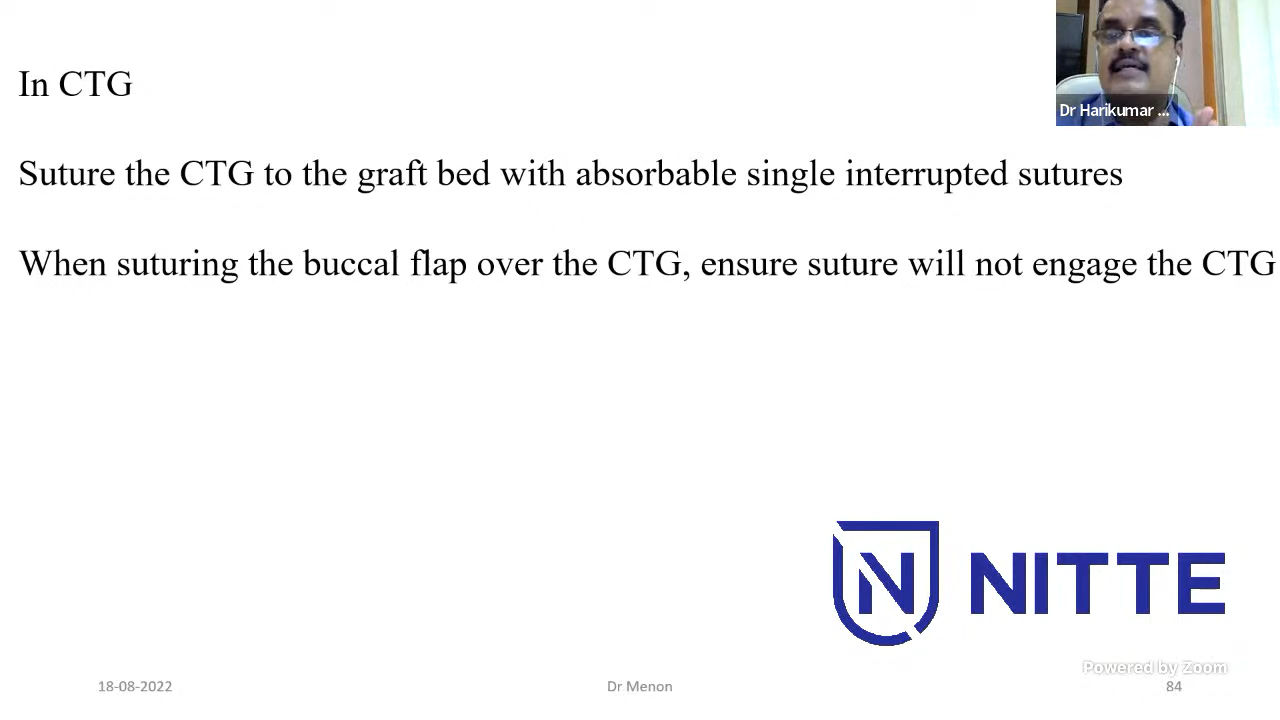 In CTG
Dr Harikumar ...
Suture the CTG to the graft bed with absorbable single interrupted sutures
When suturing the buccal flap over the CTG, ensure suture will not engage the CTG
N NITTE
Powered by Zoom
18-08-2022 Dr Menon 84